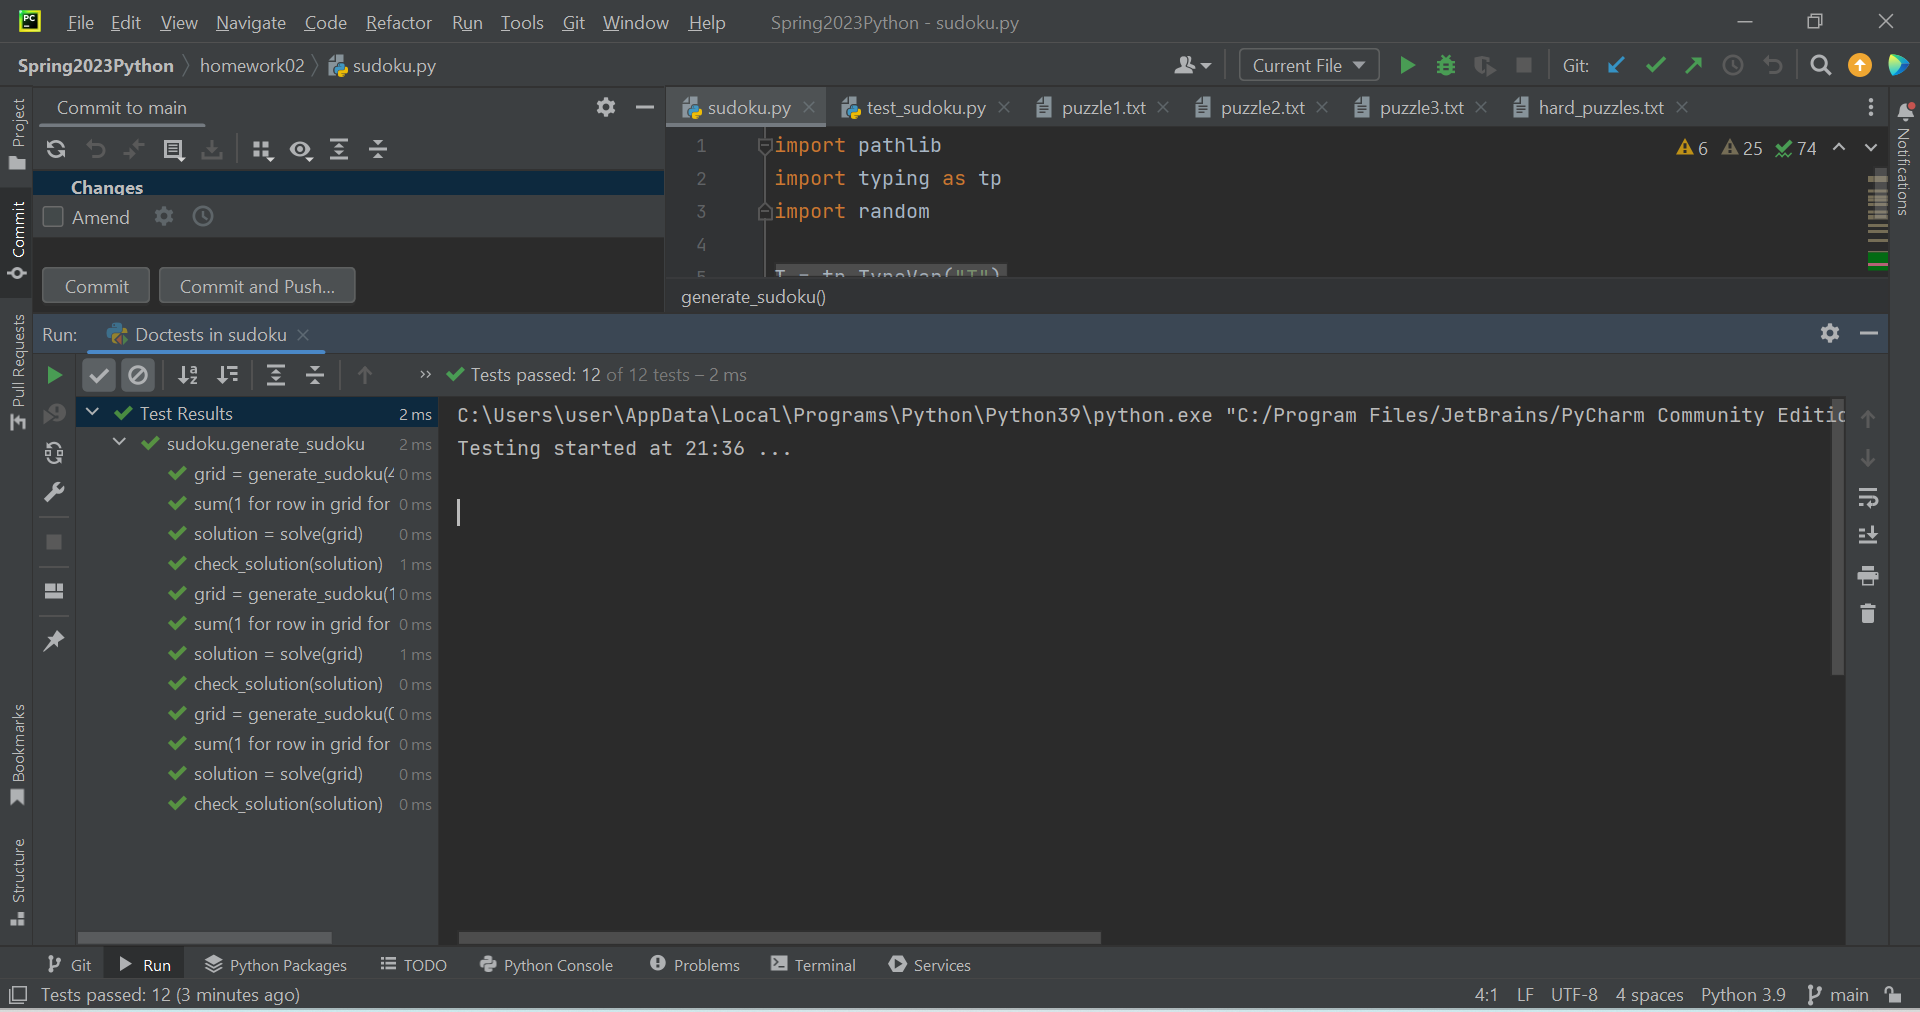 PC File Edit View Navigate Code Refactor Run Tools Git Window Help Spring2023Python - sudoku.py
Spring2023Python homework02 sudoku.py Current File Git:
Project
Commit
Pull Requests
Bookmarks
Structure
Commit to main
Changes
Amend
Commit Commit and Push...
sudoku.py test_sudoku.py puzzle1.txt puzzle2.txt puzzle3.txt hard_puzzles.txt
1 import pathlib
2 import typing as tp
3 import random
4
5 T = tp.TypeVar("T")
6 25 74
generate_sudoku()
Notifications
Run: Doctests in sudoku
Tests passed: 12 of 12 tests – 2 ms
Test Results 2 ms
sudoku.generate_sudoku 2 ms
grid = generate_sudoku(4 0 ms
sum(1 for row in grid for 0 ms
solution = solve(grid) 0 ms
check_solution(solution) 1 ms
grid = generate_sudoku(1 0 ms
sum(1 for row in grid for 0 ms
solution = solve(grid) 1 ms
check_solution(solution) 0 ms
grid = generate_sudoku(0 0 ms
sum(1 for row in grid for 0 ms
solution = solve(grid) 0 ms
check_solution(solution) 0 ms
C:\Users\user\AppData\Local\Programs\Python\Python39\python.exe "C:/Program Files/JetBrains/PyCharm Community Editio
Testing started at 21:36 ...
Git Run Python Packages TODO Python Console Problems Terminal Services
Tests passed: 12 (3 minutes ago) 4:1 LF UTF-8 4 spaces Python 3.9 main